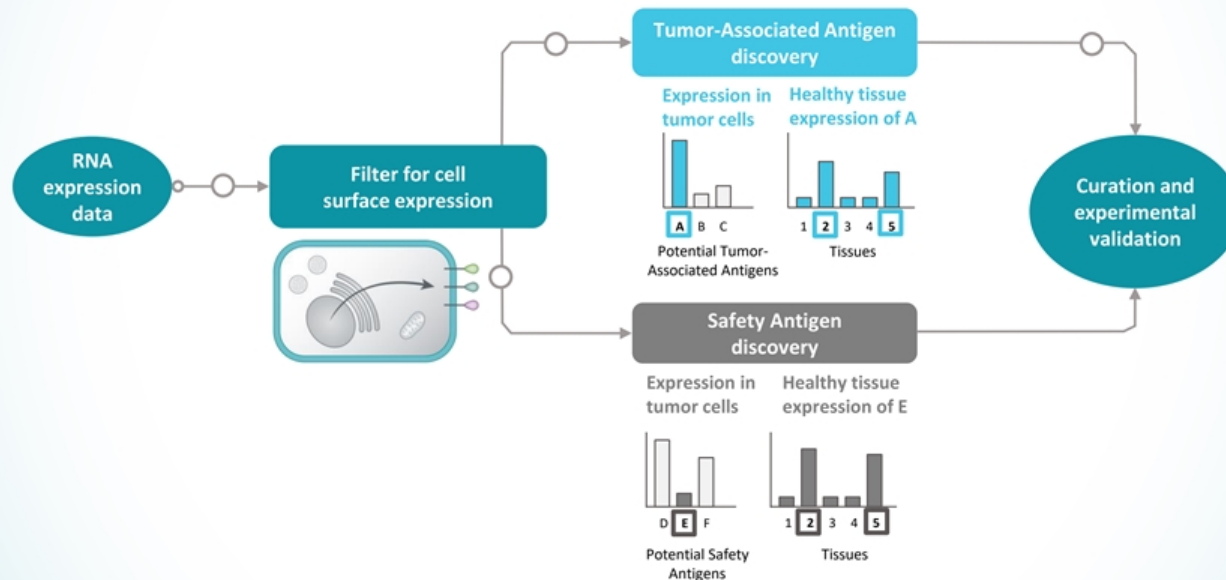 RNA
expression
data
Filter for cell
surface expression
Tumor-Associated Antigen
discovery
Expression in
tumor cells
Healthy tissue
expression of A
A B C
Potential Tumor-
Associated Antigens
1 2 3 4 5
Tissues
Safety Antigen
discovery
Expression in
tumor cells
Healthy tissue
expression of E
D E F
Potential Safety
Antigens
1 2 3 4 5
Tissues
Curation and
experimental
validation